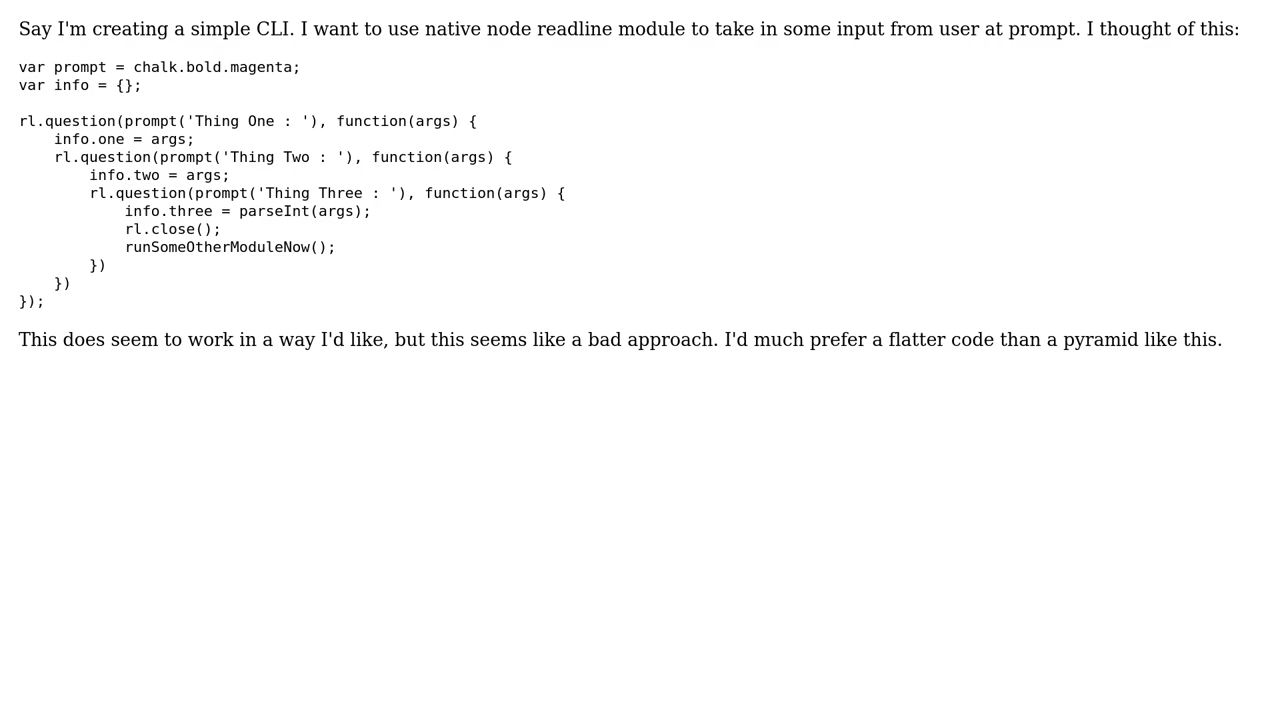 Say I'm creating a simple CLI. I want to use native node readline module to take in some input from user at prompt. I thought of this:
var prompt = chalk.bold.magenta;
var info = {};

rl.question(prompt('Thing One : '), function(args) {
    info.one = args;
    rl.question(prompt('Thing Two : '), function(args) {
        info.two = args;
        rl.question(prompt('Thing Three : '), function(args) {
            info.three = parseInt(args);
            rl.close();
            runSomeOtherModuleNow();
        })
    })
});
This does seem to work in a way I'd like, but this seems like a bad approach. I'd much prefer a flatter code than a pyramid like this.